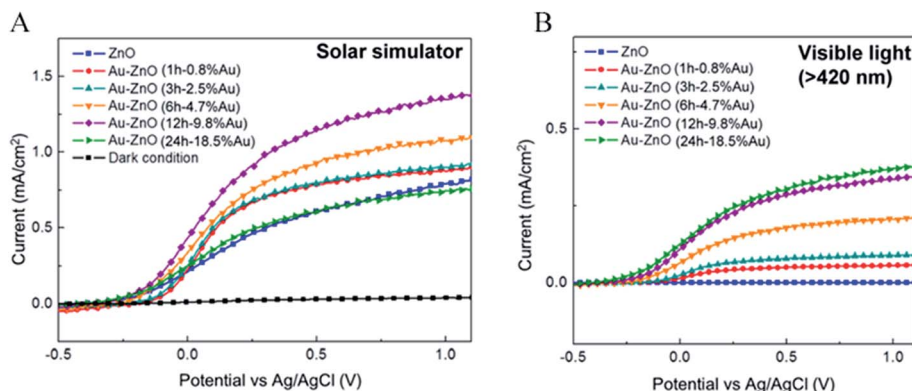 A
Solar simulator
ZnO
Au-ZnO (1h-0.8%Au)
Au-ZnO (3h-2.5%Au)
Au-ZnO (6h-4.7%Au)
Au-ZnO (12h-9.8%Au)
Au-ZnO (24h-18.5%Au)
Dark condition
Current (mA/cm²)
1.5
1.0
0.5
0.0
-0.5
0.0
0.5
1.0
Potential vs Ag/AgCl (V)
B
Visible light
(>420 nm)
ZnO
Au-ZnO (1h-0.8%Au)
Au-ZnO (3h-2.5%Au)
Au-ZnO (6h-4.7%Au)
Au-ZnO (12h-9.8%Au)
Au-ZnO (24h-18.5%Au)
Current (mA/cm²)
0.5
0.0
-0.5
0.0
0.5
1.0
Potential vs Ag/AgCl (V)